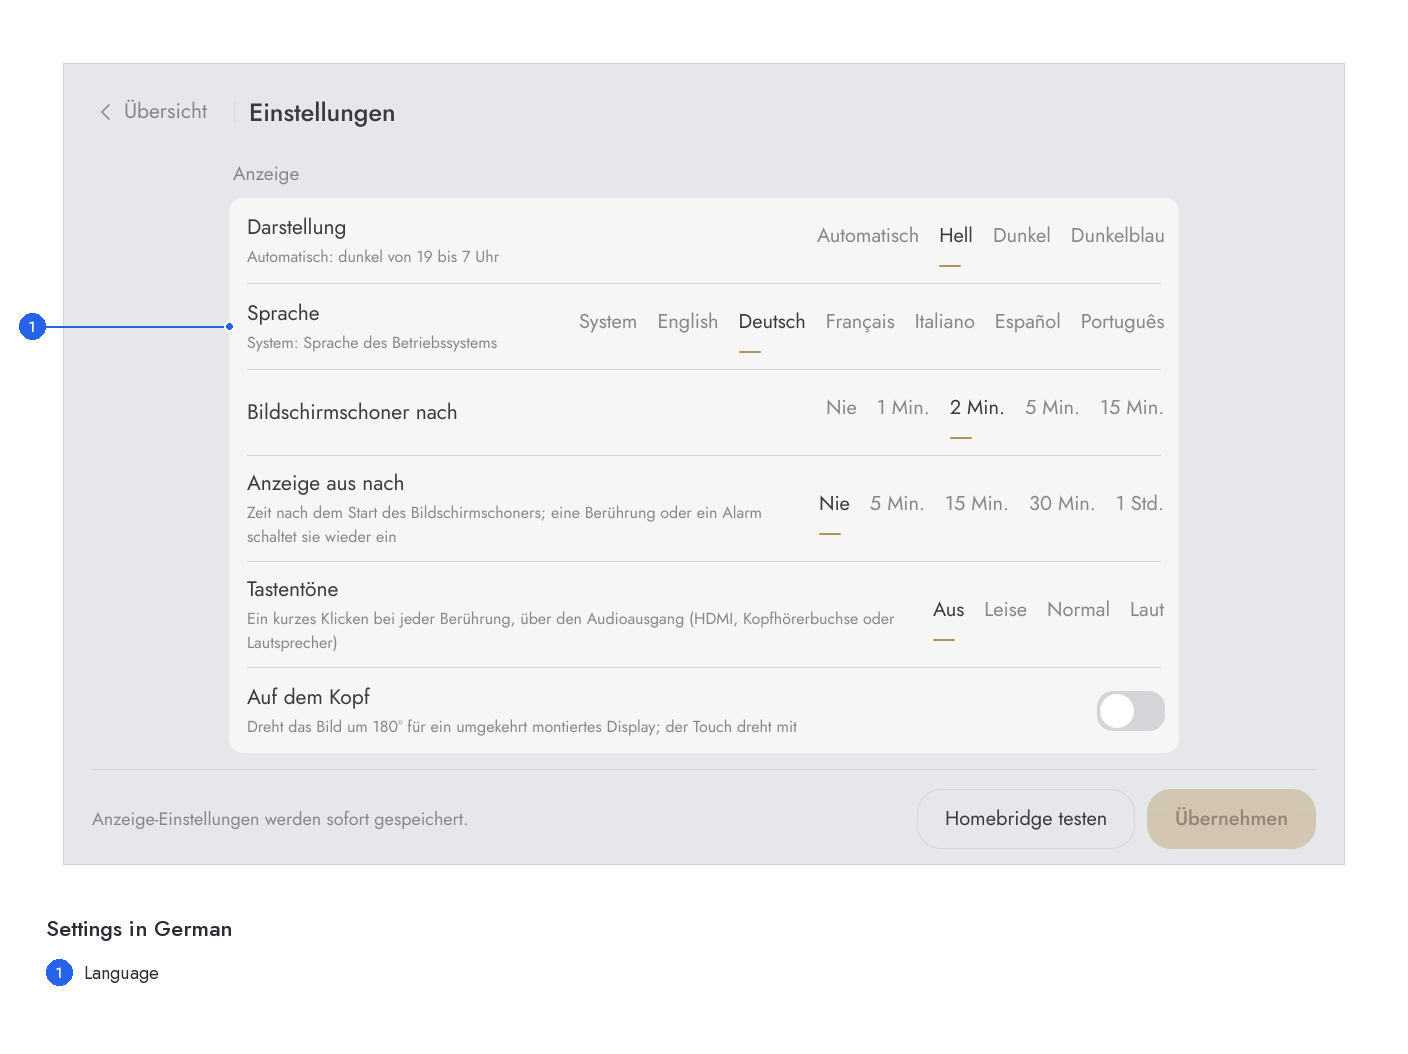 Übersicht
Einstellungen
Anzeige
Darstellung
Automatisch: dunkel von 19 bis 7 Uhr
Automatisch Hell Dunkel Dunkelblau
1
Sprache
System: Sprache des Betriebssystems
System English Deutsch Français Italiano Español Português
Bildschirmschoner nach
Nie 1 Min. 2 Min. 5 Min. 15 Min.
Anzeige aus nach
Zeit nach dem Start des Bildschirmschoners; eine Berührung oder ein Alarm
schaltet sie wieder ein
Nie 5 Min. 15 Min. 30 Min. 1 Std.
Tastentöne
Ein kurzes Klicken bei jeder Berührung, über den Audioausgang (HDMI, Kopfhörerbuchse oder
Lautsprecher)
Aus Leise Normal Laut
Auf dem Kopf
Dreht das Bild um 180° für ein umgekehrt montiertes Display; der Touch dreht mit
Anzeige-Einstellungen werden sofort gespeichert.
Homebridge testen
Übernehmen
Settings in German
1 Language